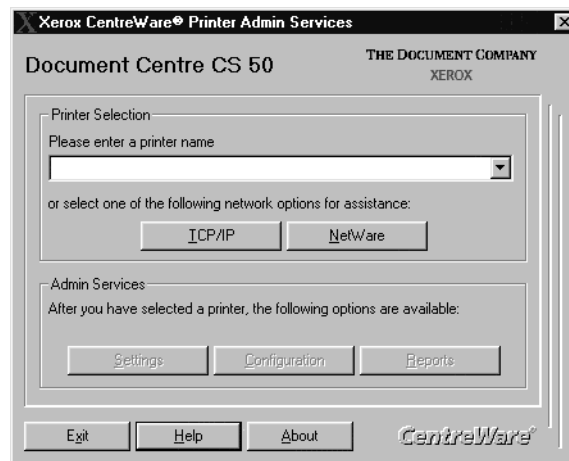 Xerox CentreWare® Printer Admin Services
Document Centre CS 50
THE DOCUMENT COMPANY
XEROX
Printer Selection
Please enter a printer name
or select one of the following network options for assistance:
TCP/IP
NetWare
Admin Services
After you have selected a printer, the following options are available:
Settings
Configuration
Reports
Exit
Help
About
CentreWare®